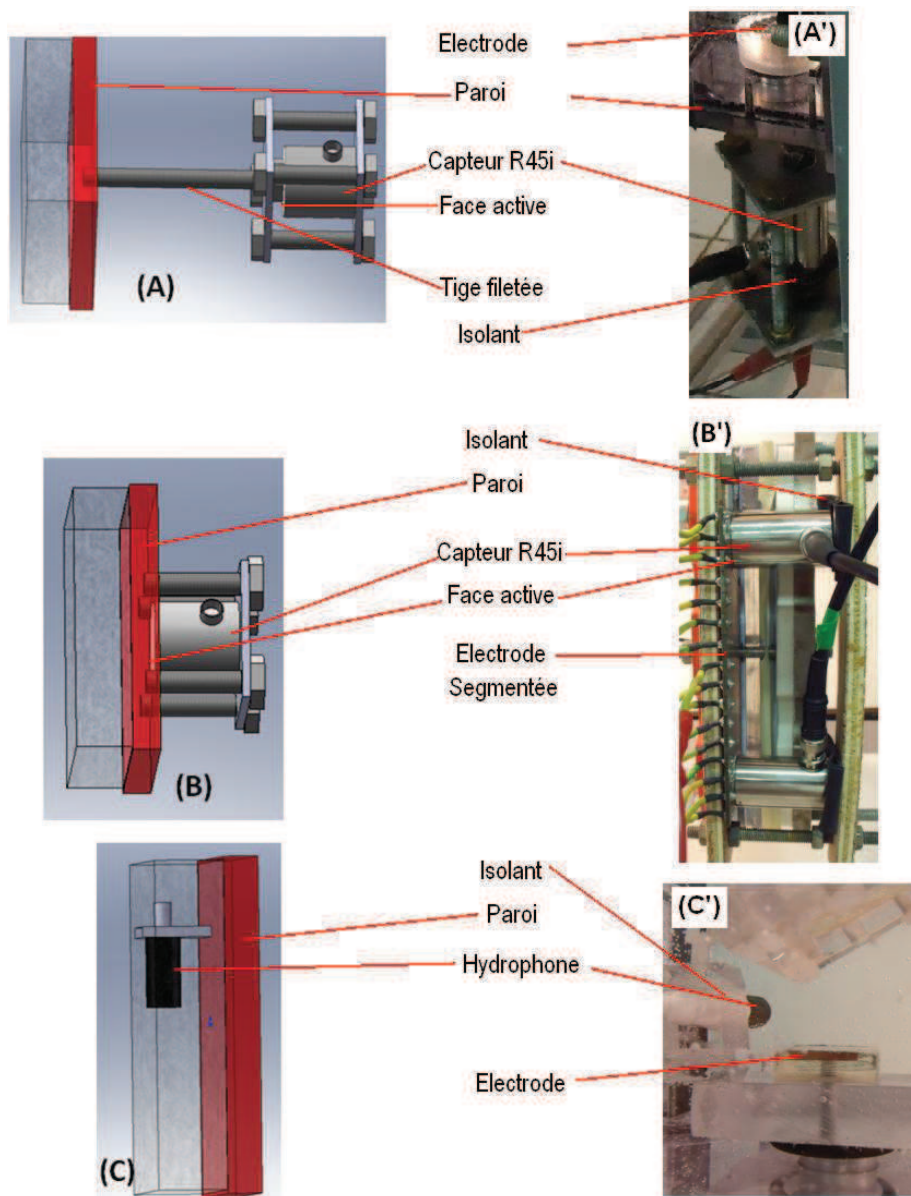 Electrode
(A')
Paroi
Capteur R45i
Face active
(A)
Tige filetée
Isolant
Isolant
(B')
Paroi
Capteur R45i
Face active
Electrode
Segmentée
(B)
Isolant
(C')
Paroi
Hydrophone
Electrode
(C)